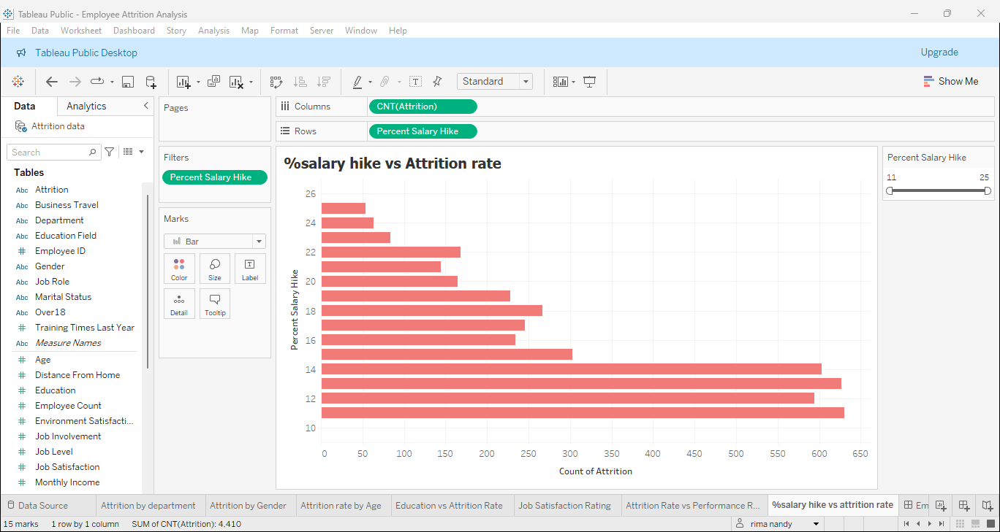 Tableau Public - Employee Attrition Analysis
File Data Worksheet Dashboard Story Analysis Map Format Server Window Help
Tableau Public Desktop Upgrade
Standard Show Me
Data Analytics
Attrition data
Search
Tables
Abc Attrition
Abc Business Travel
Abc Department
Abc Education Field
# Employee ID
Abc Gender
Abc Job Role
Abc Marital Status
Abc Over18
# Training Times Last Year
Abc Measure Names
# Age
# Distance From Home
# Education
# Employee Count
# Environment Satisfacti...
# Job Involvement
# Job Level
# Job Satisfaction
# Monthly Income
Pages
Filters
Percent Salary Hike
Marks
Bar
Color Size Label
Detail Tooltip
Columns CNT(Attrition)
Rows Percent Salary Hike
%salary hike vs Attrition rate
Percent Salary Hike
26
24
22
20
18
16
14
12
10
0 50 100 150 200 250 300 350 400 450 500 550 600 650
Count of Attrition
Percent Salary Hike
11 25
Data Source Attrition by department Attrition by Gender Attrition rate by Age Education vs Attrition Rate Job Satisfaction Rating Attrition Rate vs Performance R... %salary hike vs attrition rate Em
15 marks 1 row by 1 column SUM of CNT(Attrition): 4,410 rima nandy